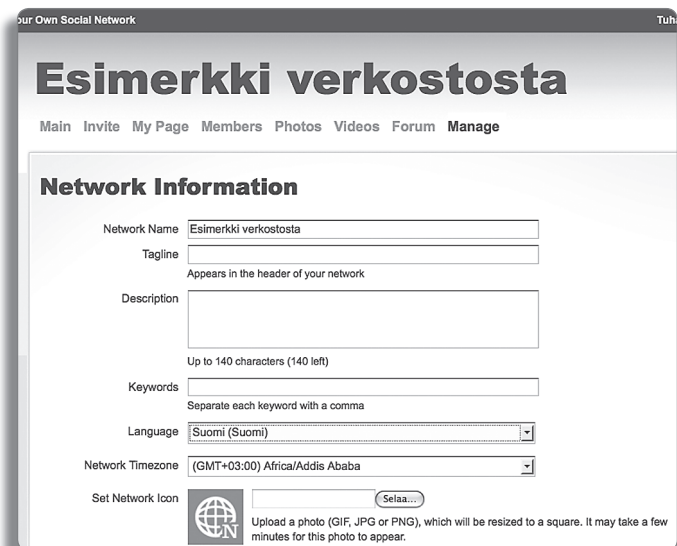 our Own Social Network Tuha
Esimerkki verkostosta
Main Invite My Page Members Photos Videos Forum Manage
Network Information
Network Name Esimerkki verkostosta
Tagline
Appears in the header of your network
Description
Up to 140 characters (140 left)
Keywords
Separate each keyword with a comma
Language Suomi (Suomi)
Network Timezone (GMT+03:00) Africa/Addis Ababa
Set Network Icon N Selaa...
Upload a photo (GIF, JPG or PNG), which will be resized to a square. It may take a few
minutes for this photo to appear.